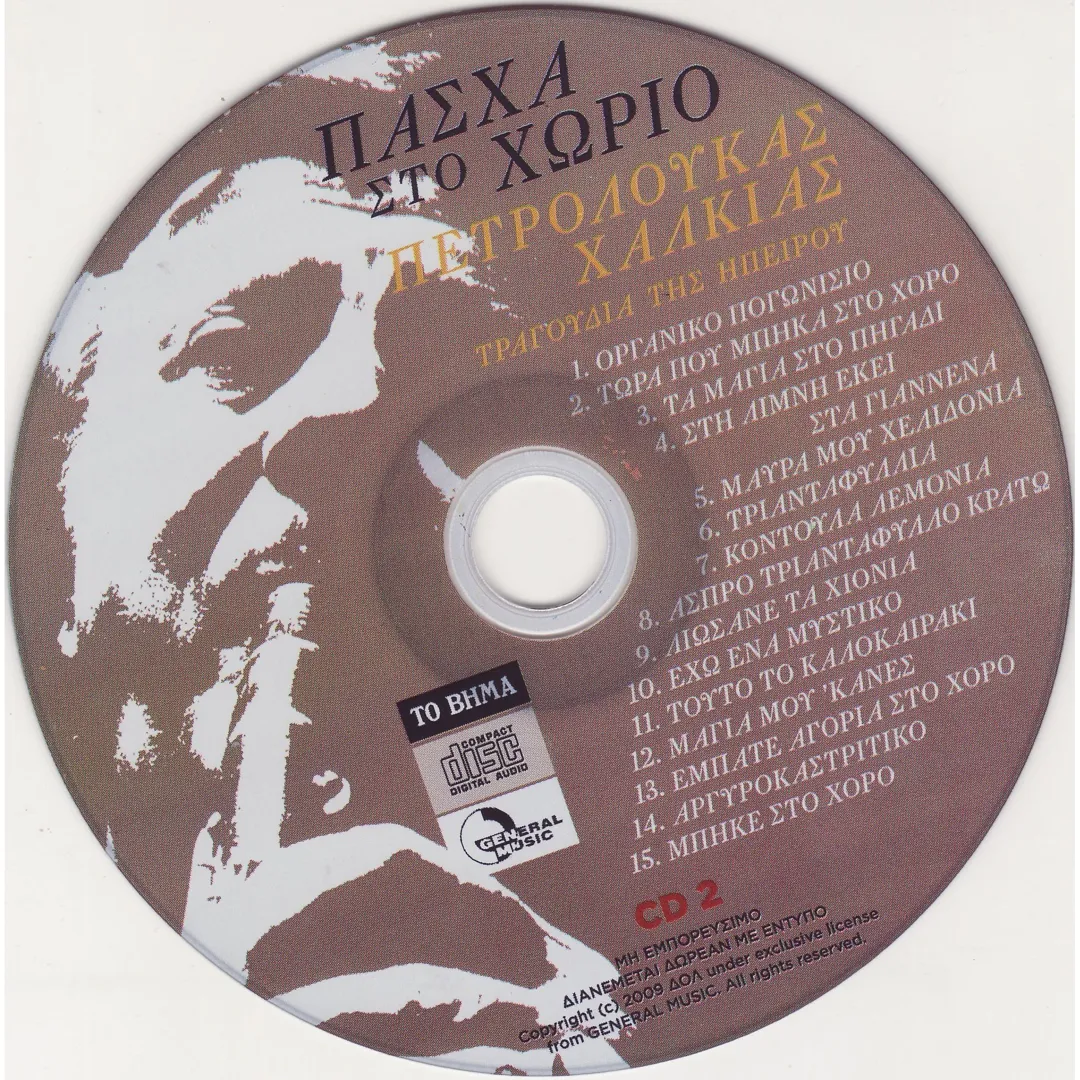 ΠΑΣΧΑ
ΣΤΟ ΧΩΡΙΟ
ΠΕΤΡΟΛΟΥΚΑΣ
ΧΑΛΚΙΑΣ
ΤΡΑΓΟΥΔΙΑ ΤΗΣ ΗΠΕΙΡΟΥ
1. ΟΡΓΑΝΙΚΟ ΠΟΓΩΝΙΣΙΟ
2. ΤΩΡΑ ΠΟΥ ΜΠΗΚΑ ΣΤΟ ΧΟΡΟ
3. ΤΑ ΜΑΓΙΑ ΣΤΟ ΠΗΓΑΔΙ
4. ΣΤΗ ΛΙΜΝΗ ΕΚΕΙ
ΣΤΑ ΓΙΑΝΝΕΝΑ
5. ΜΑΥΡΑ ΜΟΥ ΧΕΛΙΔΟΝΙΑ
6. ΤΡΙΑΝΤΑΦΥΛΛΙΑ
7. ΚΟΝΤΟΥΛΑ ΛΕΜΟΝΙΑ
8. ΑΣΠΡΟ ΤΡΙΑΝΤΑΦΥΛΛΟ ΚΡΑΤΩ
9. ΛΙΩΣΑΝΕ ΤΑ ΧΙΟΝΙΑ
10. ΕΧΩ ΕΝΑ ΜΥΣΤΙΚΟ
11. ΤΟΥΤΟ ΤΟ ΚΑΛΟΚΑΙΡΑΚΙ
12. ΜΑΓΙΑ ΜΟΥ 'ΚΑΝΕΣ
13. ΕΜΠΑΤΕ ΑΓΟΡΙΑ ΣΤΟ ΧΟΡΟ
14. ΑΡΓΥΡΟΚΑΣΤΡΙΤΙΚΟ
15. ΜΠΗΚΕ ΣΤΟ ΧΟΡΟ
ΤΟ ΒΗΜΑ
COMPACT
disc
DIGITAL AUDIO
GENERAL
MUSIC
CD 2
ΜΗ ΕΜΠΟΡΕΥΣΙΜΟ
ΔΙΑΝΕΜΕΤΑΙ ΔΩΡΕΑΝ ΜΕ ΕΝΤΥΠΟ
Copyright (c) 2009 ΔΟΛ under exclusive license
from GENERAL MUSIC. All rights reserved.